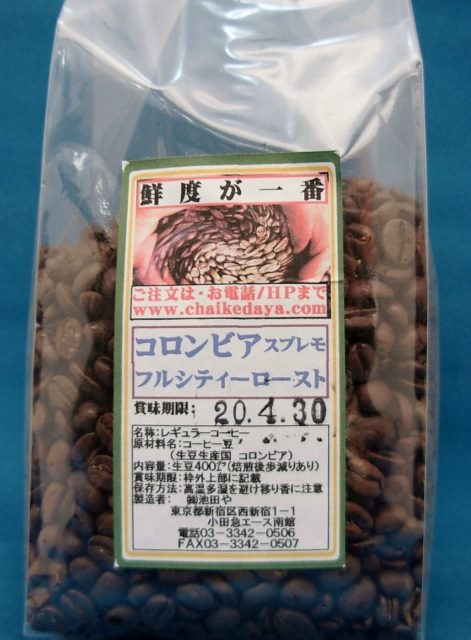 鮮度が一番
ご注文は・お電話/HPまで
www.chaikedaya.com
コロンビアスプレモ
フルシティーロースト
賞味期限: 20.4.30
名称:レギュラーコーヒー
原材料名:コーヒー豆
(生豆生産国 コロンビア)
内容量:生豆400㌘(焙煎後歩減りあり)
賞味期限:枠外上部に記載
保存方法:高温多湿を避け移り香に注意
製造者: ㈱池田や
東京都新宿区西新宿1-1
小田急エース南館
電話03-3342-0506
FAX03-3342-0507